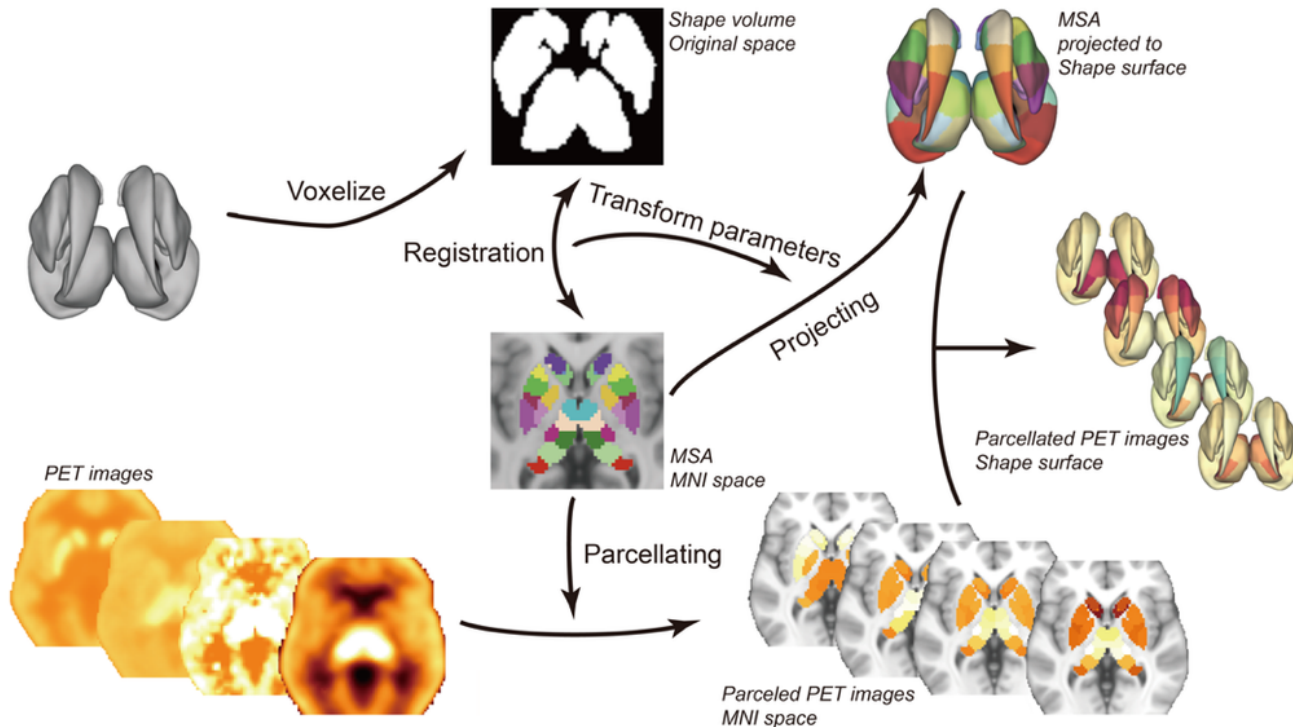 Shape volume
Original space
MSA
projected to
Shape surface
Voxelize
Transform parameters
Registration
Projecting
MSA
MNI space
Parcellated PET images
Shape surface
PET images
Parcellating
Parceled PET images
MNI space